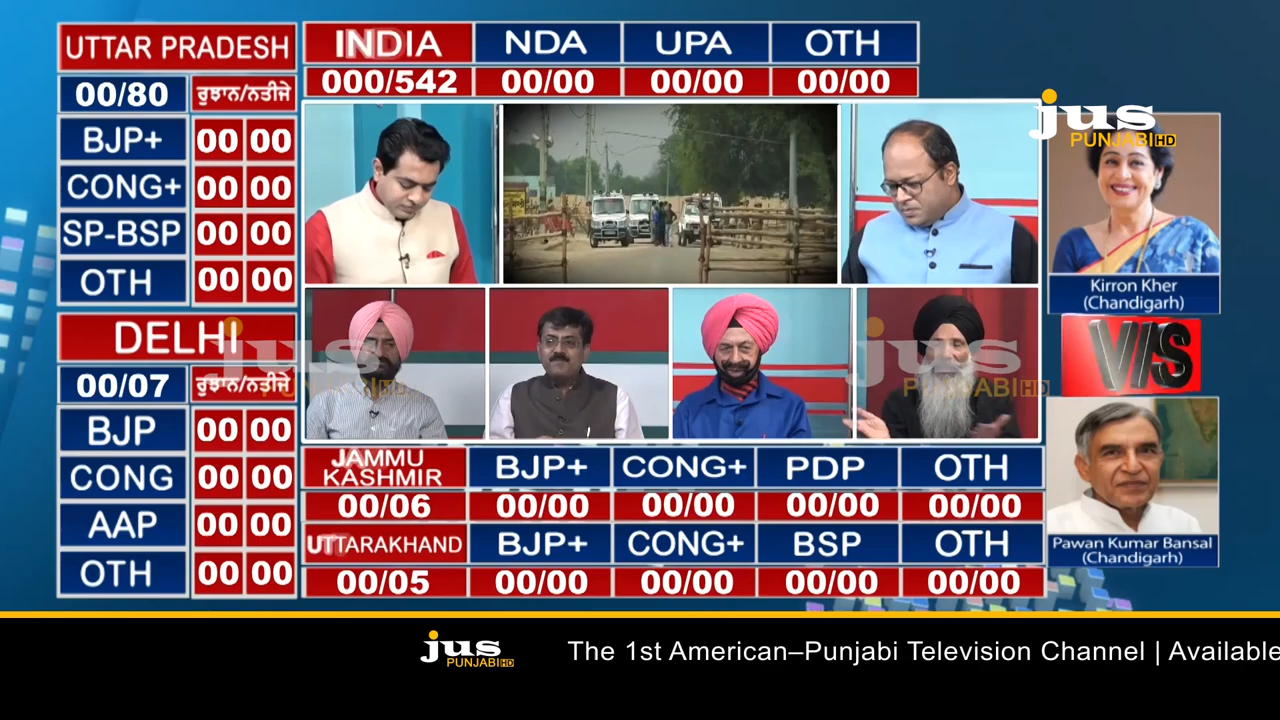 UTTAR PRADESH
00/80 ਰੁਝਾਨ/ਨਤੀਜੇ
BJP+ 00 00
CONG+ 00 00
SP-BSP 00 00
OTH 00 00
DELHI
00/07 ਰੁਝਾਨ/ਨਤੀਜੇ
BJP 00 00
CONG 00 00
AAP 00 00
OTH 00 00
INDIA NDA UPA OTH
000/542 00/00 00/00 00/00
jus
PUNJABI HD
Kirron Kher
(Chandigarh)
V/S
Pawan Kumar Bansal
(Chandigarh)
jus
PUNJABI
jus
PUNJABI HD
JAMMU
KASHMIR BJP+ CONG+ PDP OTH
00/06 00/00 00/00 00/00 00/00
UTTARAKHAND BJP+ CONG+ BSP OTH
00/05 00/00 00/00 00/00 00/00
jus
PUNJABI HD
The 1st American–Punjabi Television Channel | Available